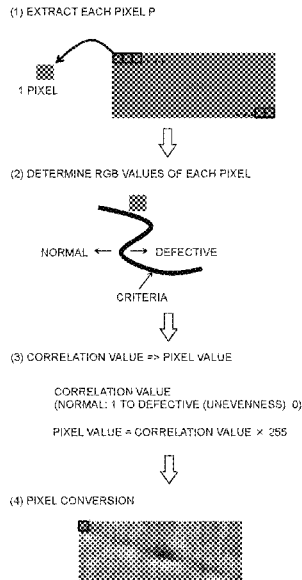 (1) EXTRACT EACH PIXEL P
1 PIXEL
(2) DETERMINE RGB VALUES OF EACH PIXEL
NORMAL
DEFECTIVE
CRITERIA
(3) CORRELATION VALUE => PIXEL VALUE
CORRELATION VALUE
(NORMAL: 1 TO DEFECTIVE (UNEVENNESS) 0)
PIXEL VALUE = CORRELATION VALUE × 255
(4) PIXEL CONVERSION